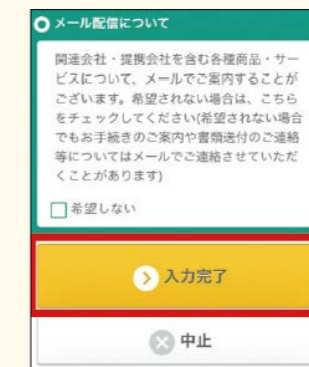 メール配信について
関連会社・提携会社を含む各種商品・サー
ビスについて、メールでご案内することが
ございます。希望されない場合は、こちら
をチェックしてください(希望されない場合
でもお手続きのご案内や書類送付のご連絡
等についてはメールでご連絡させていただ
くことがあります)
希望しない
入力完了
中止